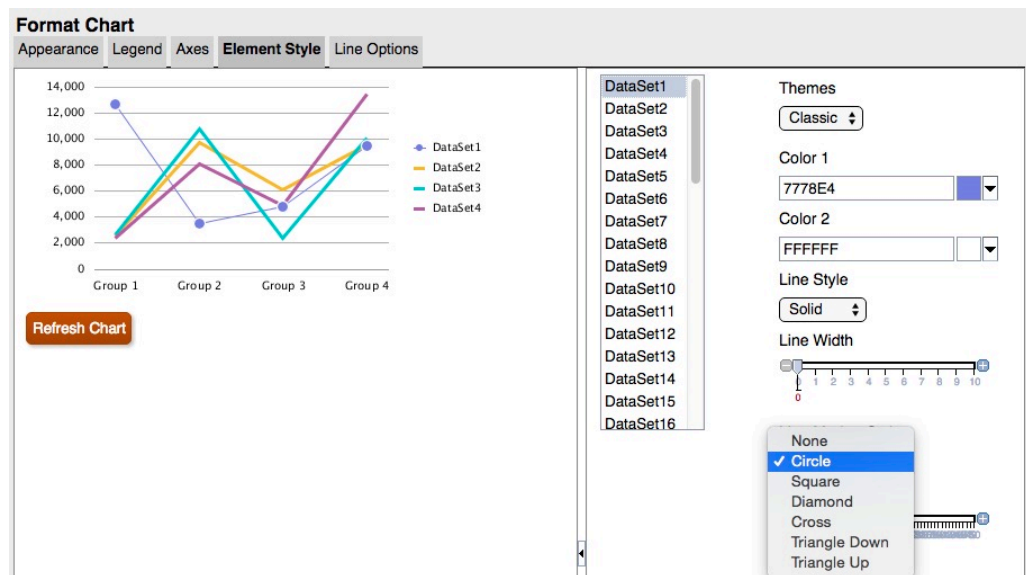 Format Chart
Appearance Legend Axes Element Style Line Options
14,000
12,000
10,000
8,000
6,000
4,000
2,000
0
Group 1 Group 2 Group 3 Group 4
DataSet1
DataSet2
DataSet3
DataSet4
Refresh Chart
DataSet1
DataSet2
DataSet3
DataSet4
DataSet5
DataSet6
DataSet7
DataSet8
DataSet9
DataSet10
DataSet11
DataSet12
DataSet13
DataSet14
DataSet15
DataSet16
Themes
Classic
Color 1
7778E4
Color 2
FFFFFF
Line Style
Solid
Line Width
0 1 2 3 4 5 6 7 8 9 10
0
None
✓ Circle
Square
Diamond
Cross
Triangle Down
Triangle Up